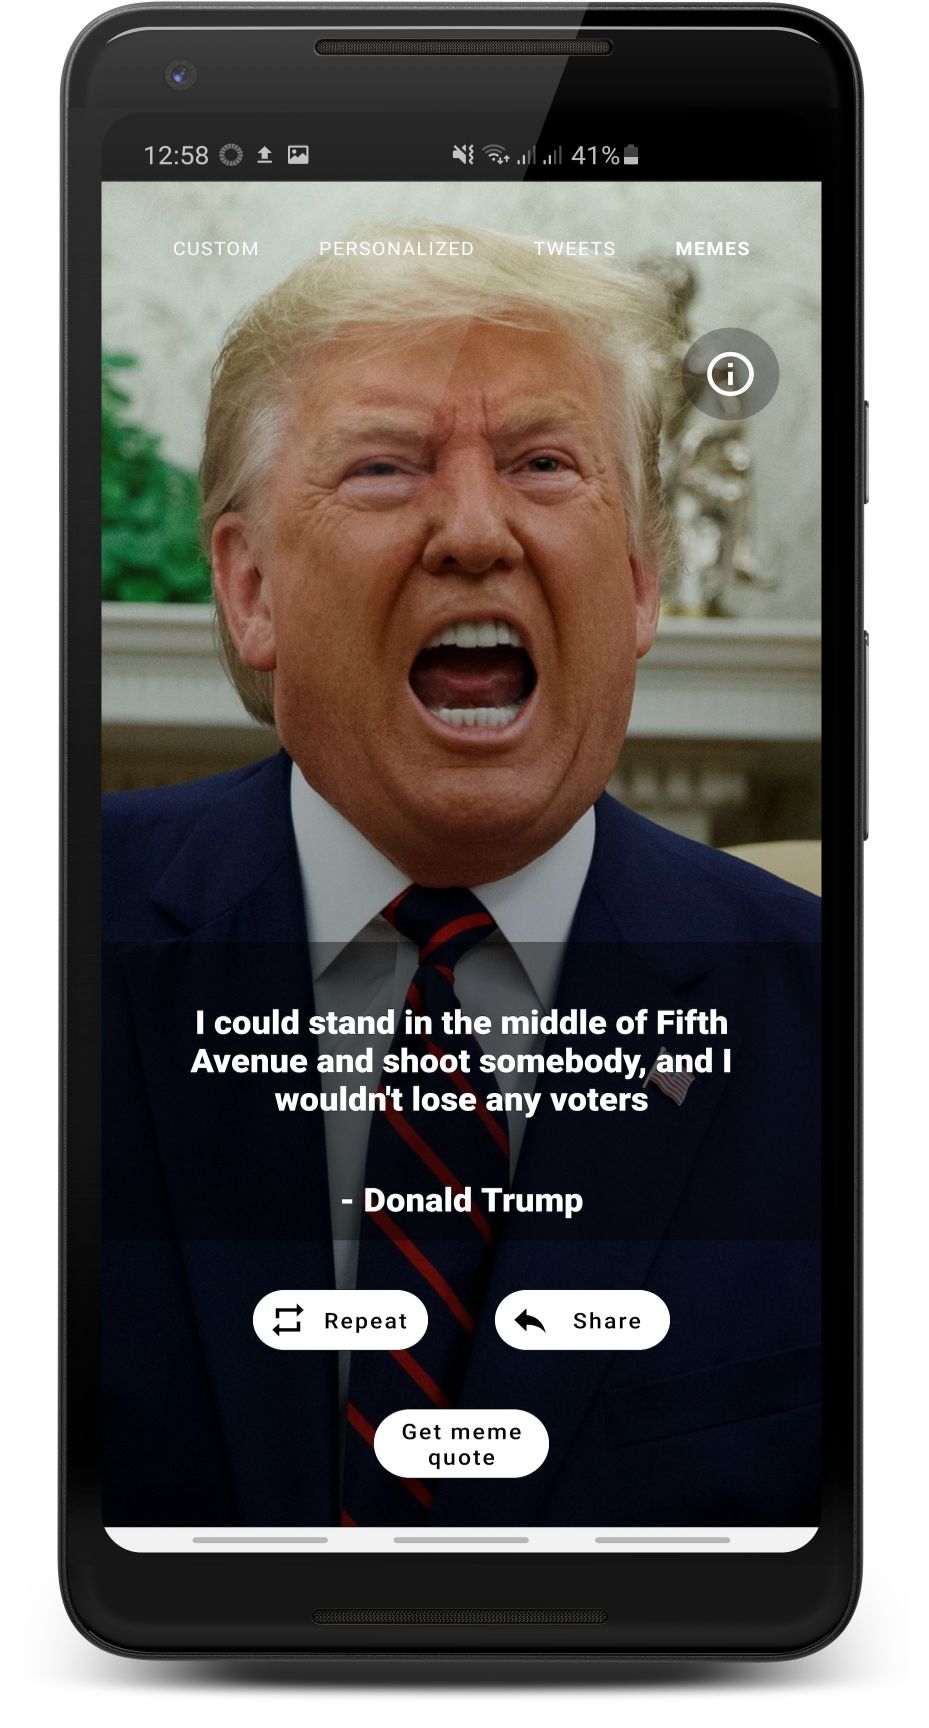 12:58 41%
CUSTOM PERSONALIZED TWEETS MEMES
I could stand in the middle of Fifth
Avenue and shoot somebody, and I
wouldn't lose any voters
- Donald Trump
Repeat Share
Get meme
quote